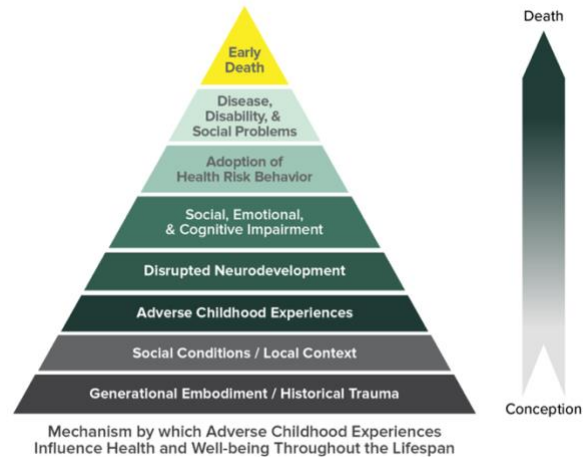 Death
Early
Death
Disease,
Disability, &
Social Problems
Adoption of
Health Risk Behavior
Social, Emotional,
& Cognitive Impairment
Disrupted Neurodevelopment
Adverse Childhood Experiences
Social Conditions / Local Context
Generational Embodiment / Historical Trauma
Conception
Mechanism by which Adverse Childhood Experiences
Influence Health and Well-being Throughout the Lifespan